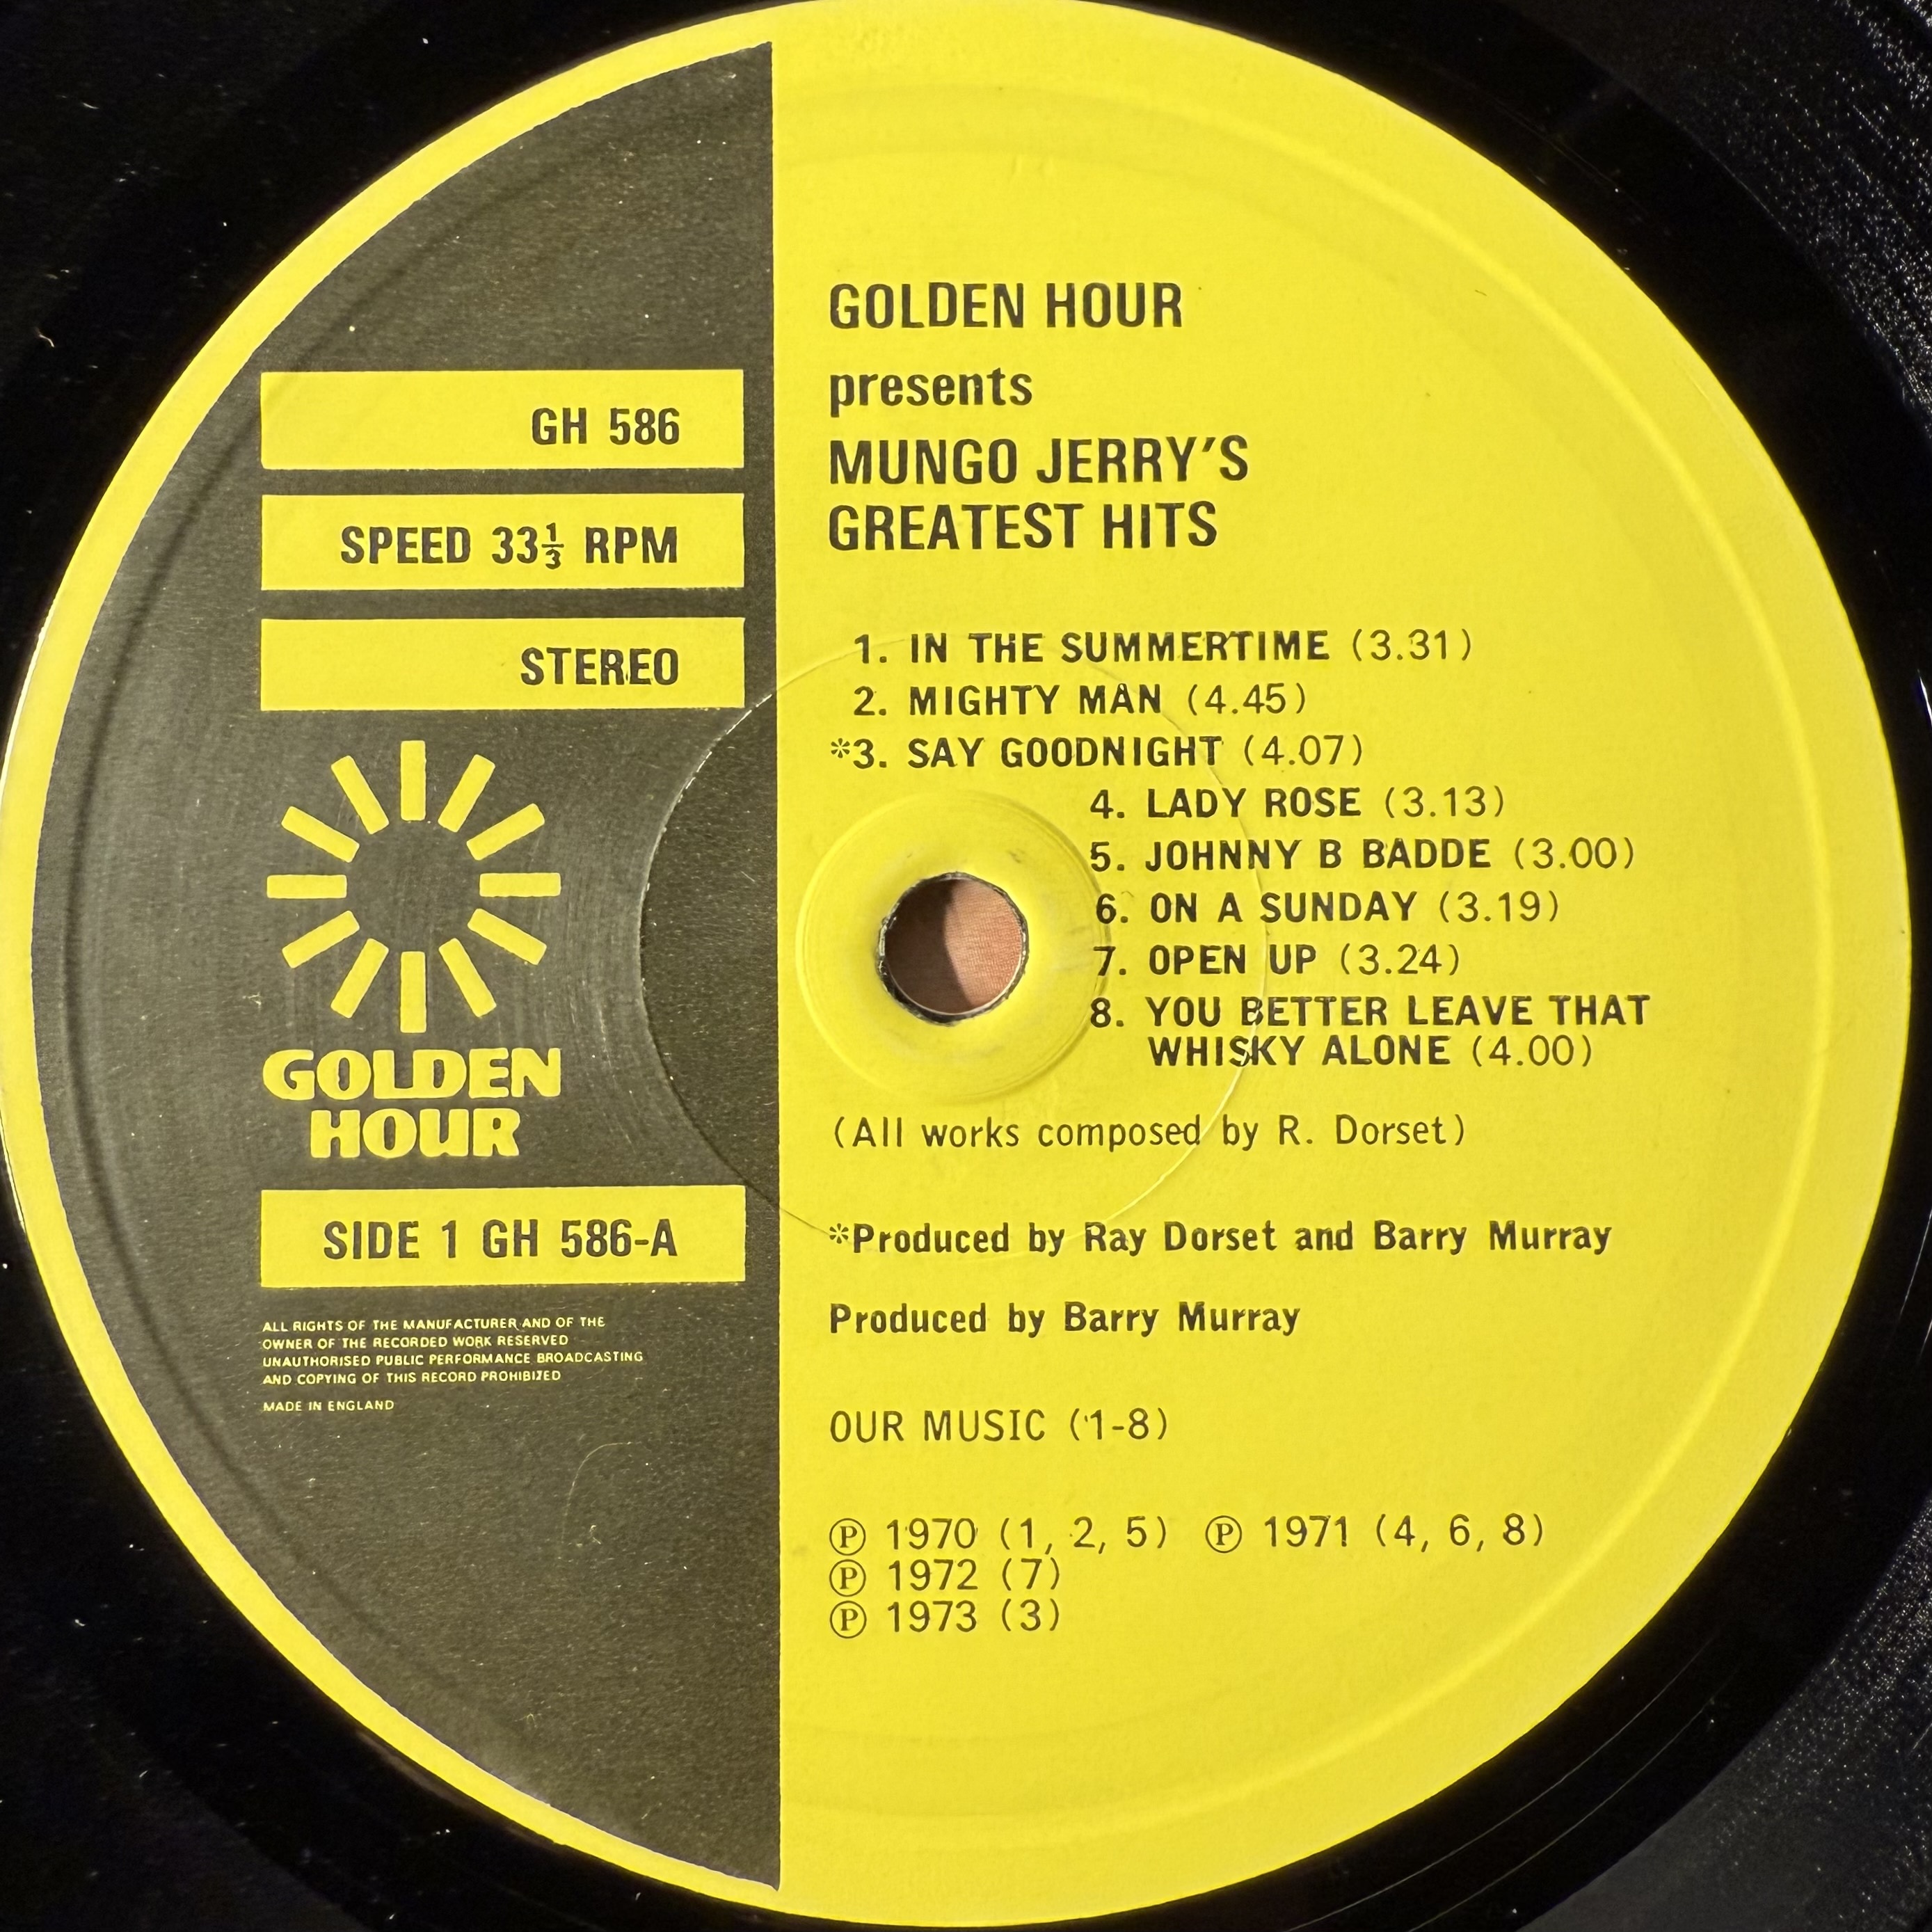 GH 586
SPEED 33⅓ RPM
STEREO
GOLDEN
HOUR
SIDE 1 GH 586-A
ALL RIGHTS OF THE MANUFACTURER AND OF THE
OWNER OF THE RECORDED WORK RESERVED
UNAUTHORISED PUBLIC PERFORMANCE BROADCASTING
AND COPYING OF THIS RECORD PROHIBITED
MADE IN ENGLAND
GOLDEN HOUR
presents
MUNGO JERRY'S
GREATEST HITS
1. IN THE SUMMERTIME (3.31)
2. MIGHTY MAN (4.45)
*3. SAY GOODNIGHT (4.07)
4. LADY ROSE (3.13)
5. JOHNNY B BADDE (3.00)
6. ON A SUNDAY (3.19)
7. OPEN UP (3.24)
8. YOU BETTER LEAVE THAT
WHISKY ALONE (4.00)
(All works composed by R. Dorset)
*Produced by Ray Dorset and Barry Murray
Produced by Barry Murray
OUR MUSIC (1-8)
℗ 1970 (1, 2, 5) ℗ 1971 (4, 6, 8)
℗ 1972 (7)
℗ 1973 (3)